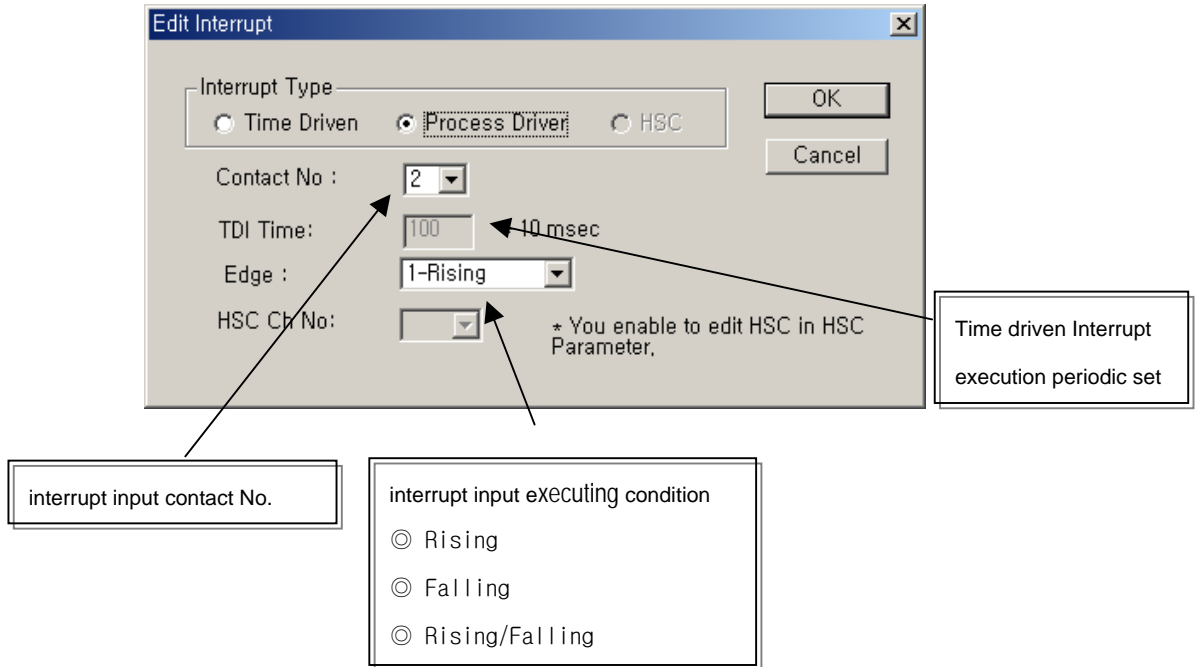 Edit Interrupt
Interrupt Type
Time Driven Process Driver HSC
OK
Cancel
Contact No : 2
TDI Time: 100 10 msec
Edge : 1-Rising
HSC Ch No:
* You enable to edit HSC in HSC
Parameter,
Time driven Interrupt
execution periodic set
interrupt input contact No.
interrupt input executing condition
◎ Rising
◎ Falling
◎ Rising/Falling